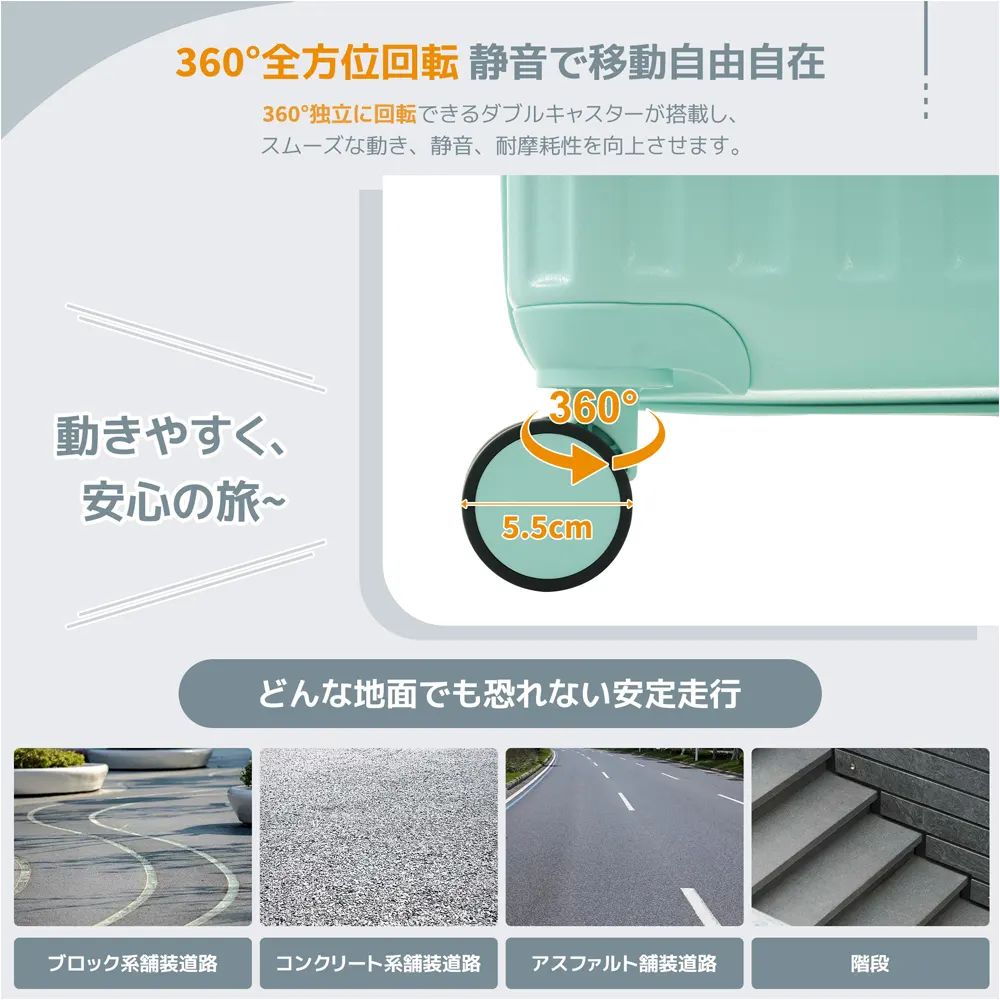 360°全方位回転 静音で移動自由自在
360°独立に回転できるダブルキャスターが搭載し、
スムーズな動き、静音、耐摩耗性を向上させます。
動きやすく、
安心の旅~
360°
5.5cm
どんな地面でも恐れない安定走行
ブロック系舗装道路
コンクリート系舗装道路
アスファルト舗装道路
階段